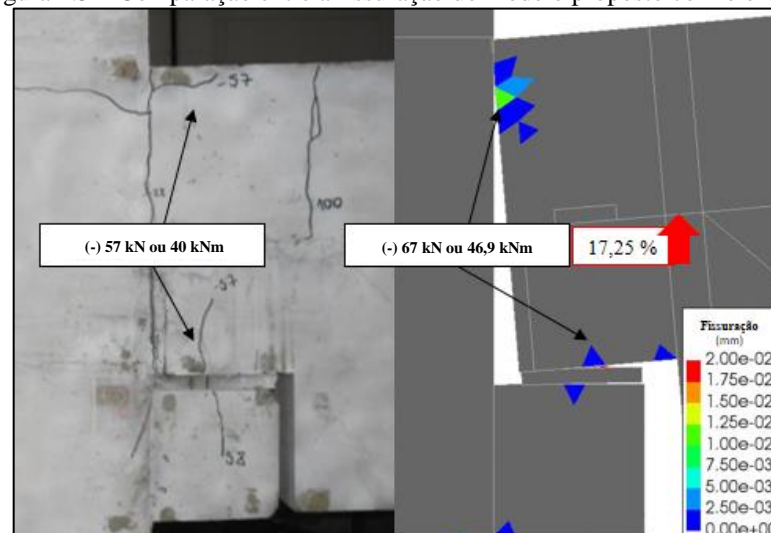 -57
22
100
(-) 57 kN ou 40 kNm
(-) 67 kN ou 46,9 kNm
17,25 %
-57
58
Fissuração
(mm)
2.00e-02
1.75e-02
1.50e-02
1.25e-02
1.00e-02
7.50e-03
5.00e-03
2.50e-03
0.00e+00